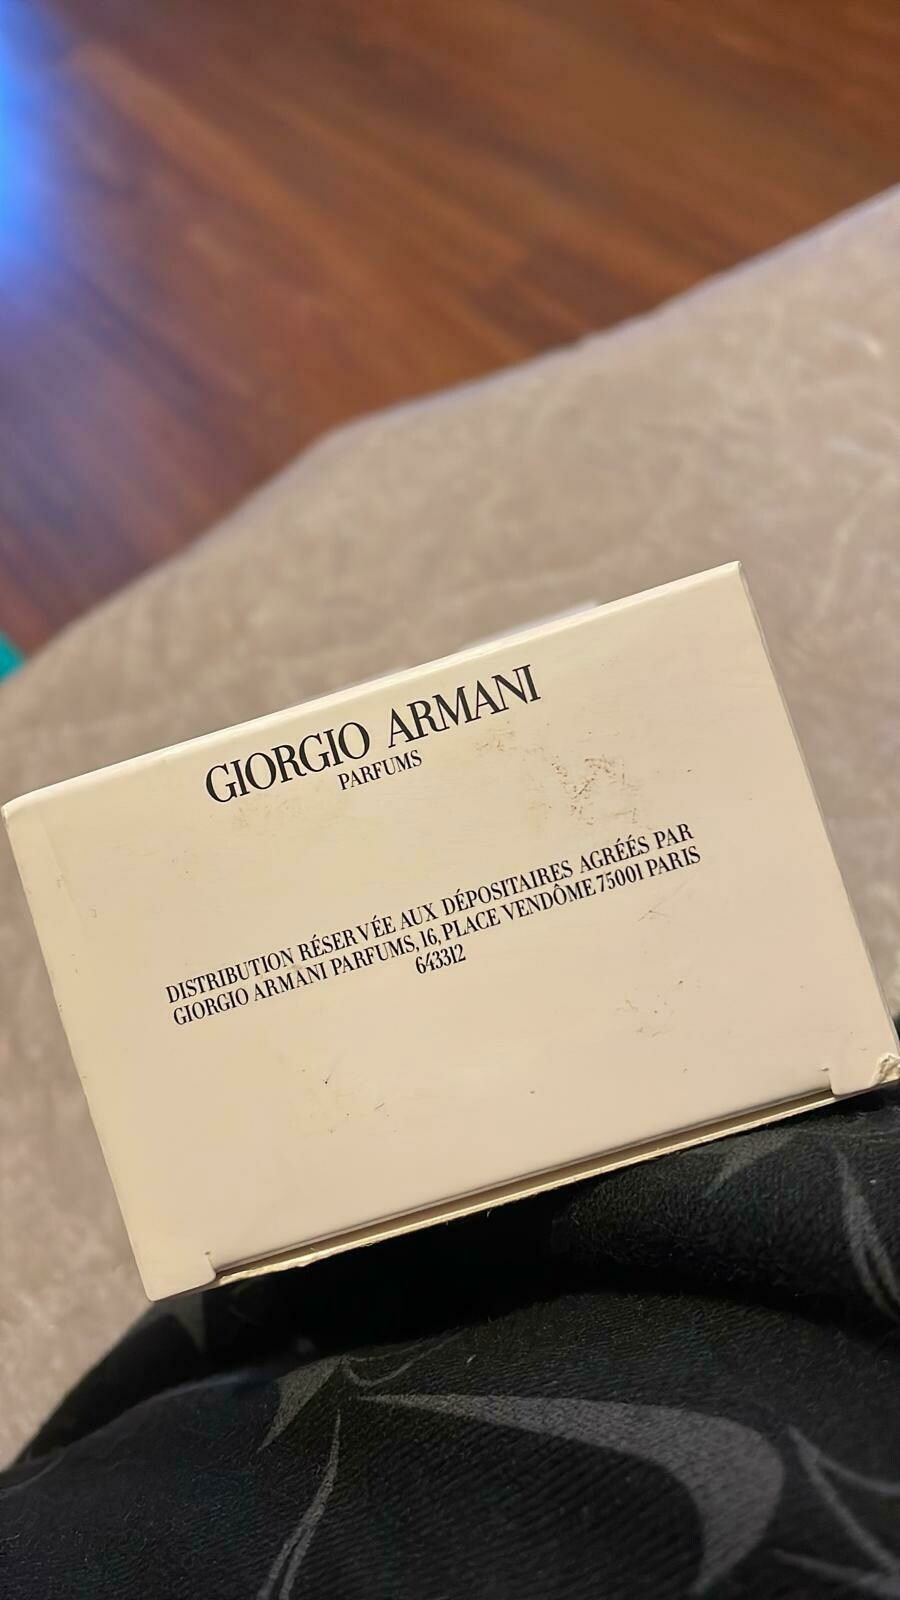 GIORGIO ARMANI
PARFUMS
DISTRIBUTION RÉSERVÉE AUX DÉPOSITAIRES AGRÉÉS PAR
GIORGIO ARMANI PARFUMS, 16, PLACE VENDÔME 75001 PARIS
643312